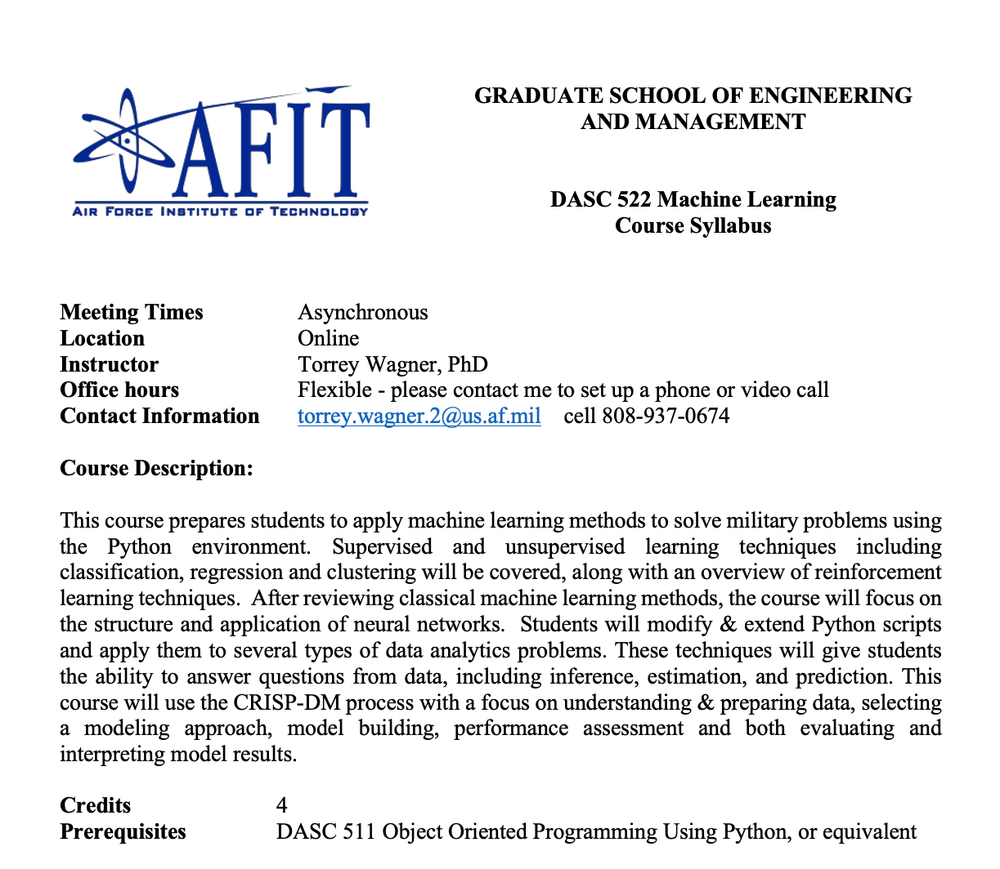 AFIT
AIR FORCE INSTITUTE OF TECHNOLOGY
GRADUATE SCHOOL OF ENGINEERING
AND MANAGEMENT
DASC 522 Machine Learning
Course Syllabus
Meeting Times Asynchronous
Location Online
Instructor Torrey Wagner, PhD
Office hours Flexible - please contact me to set up a phone or video call
Contact Information torrey.wagner.2@us.af.mil cell 808-937-0674
Course Description:
This course prepares students to apply machine learning methods to solve military problems using
the Python environment. Supervised and unsupervised learning techniques including
classification, regression and clustering will be covered, along with an overview of reinforcement
learning techniques. After reviewing classical machine learning methods, the course will focus on
the structure and application of neural networks. Students will modify & extend Python scripts
and apply them to several types of data analytics problems. These techniques will give students
the ability to answer questions from data, including inference, estimation, and prediction. This
course will use the CRISP-DM process with a focus on understanding & preparing data, selecting
a modeling approach, model building, performance assessment and both evaluating and
interpreting model results.
Credits 4
Prerequisites DASC 511 Object Oriented Programming Using Python, or equivalent